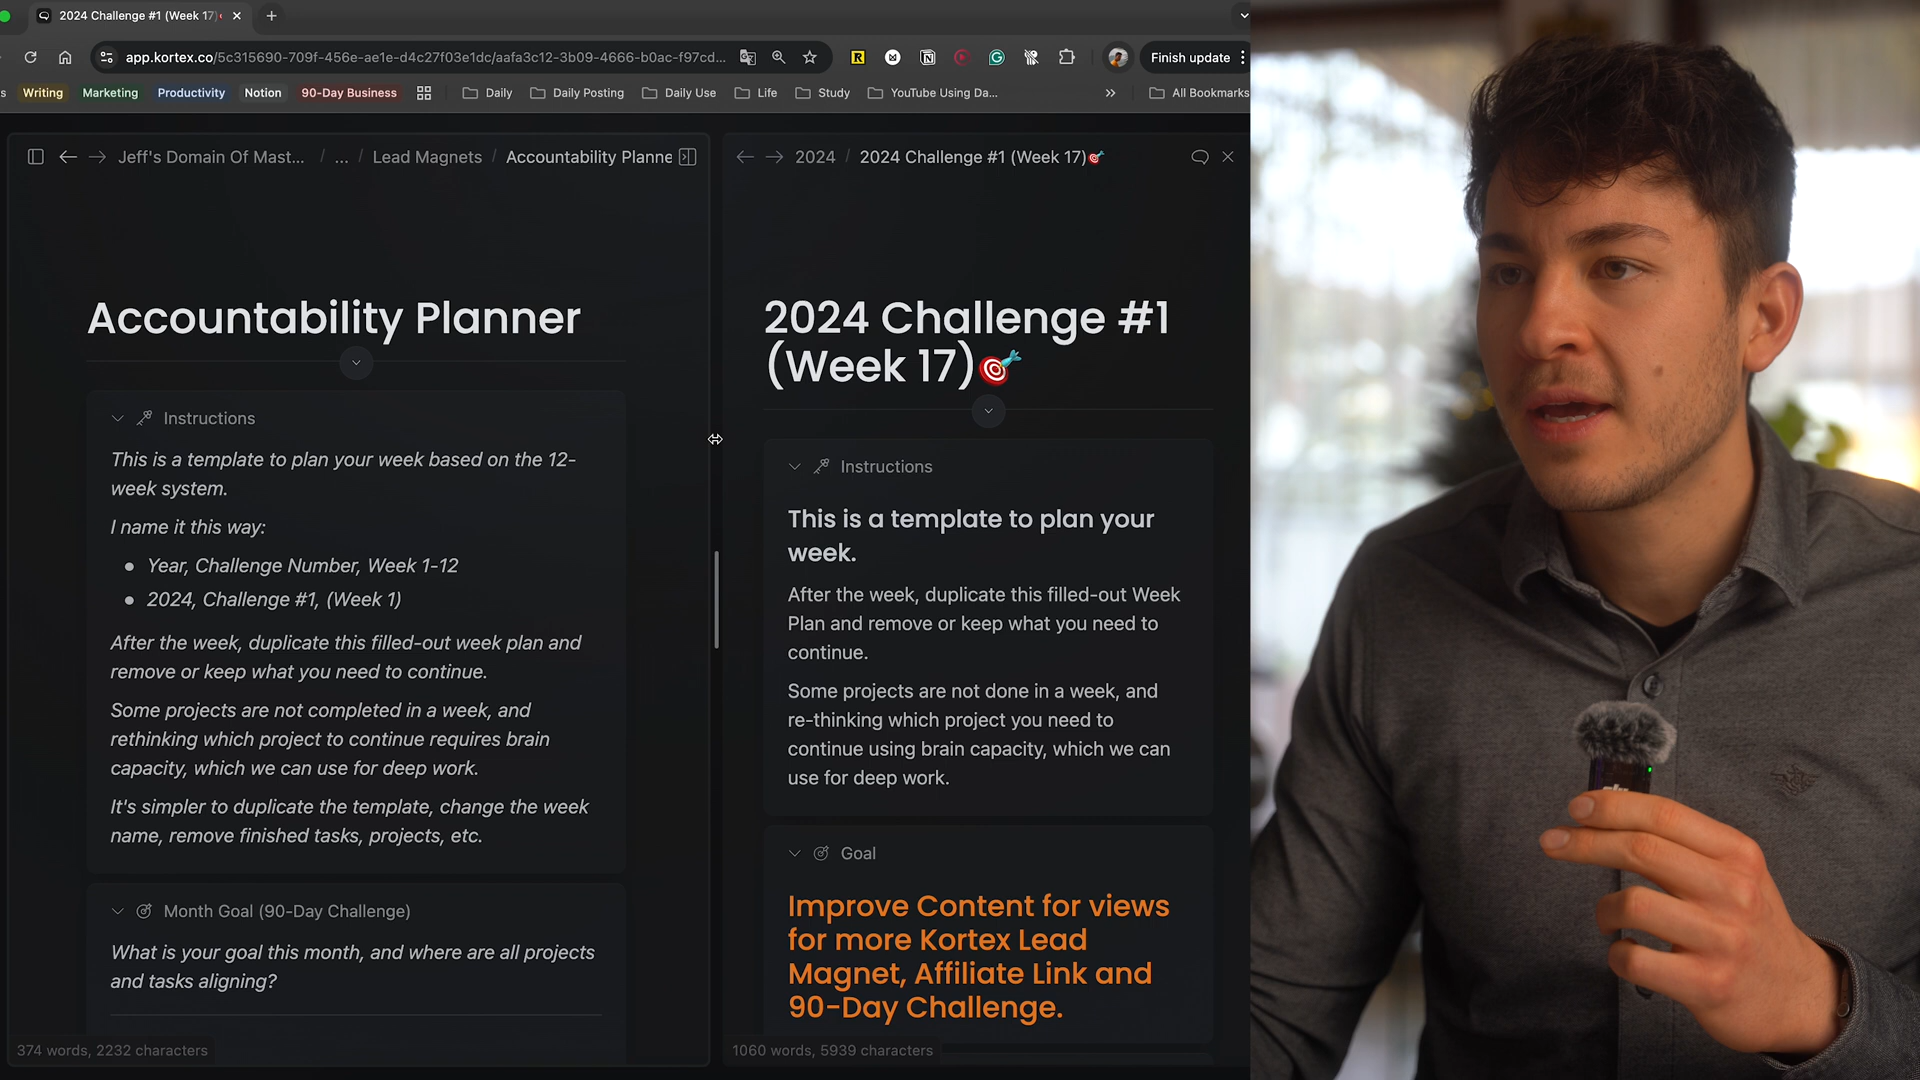 2024 Challenge #1 (Week 17)
app.kortex.co/5c315690-709f-456e-ae1e-d4c27f03e1dc/aafa3c12-3b09-4666-b0ac-f97cd...
Finish update
s Writing Marketing Productivity Notion 90-Day Business Daily Daily Posting Daily Use Life Study YouTube Using Da... » All Bookmarks
Jeff's Domain Of Mast... / ... / Lead Magnets / Accountability Planne
Accountability Planner
Instructions
This is a template to plan your week based on the 12-
week system.
I name it this way:
• Year, Challenge Number, Week 1-12
• 2024, Challenge #1, (Week 1)
After the week, duplicate this filled-out week plan and
remove or keep what you need to continue.
Some projects are not completed in a week, and
rethinking which project to continue requires brain
capacity, which we can use for deep work.
It's simpler to duplicate the template, change the week
name, remove finished tasks, projects, etc.
Month Goal (90-Day Challenge)
What is your goal this month, and where are all projects
and tasks aligning?
374 words, 2232 characters
2024 / 2024 Challenge #1 (Week 17)🎯
2024 Challenge #1
(Week 17)🎯
Instructions
This is a template to plan your
week.
After the week, duplicate this filled-out Week
Plan and remove or keep what you need to
continue.
Some projects are not done in a week, and
re-thinking which project you need to
continue using brain capacity, which we can
use for deep work.
Goal
Improve Content for views
for more Kortex Lead
Magnet, Affiliate Link and
90-Day Challenge.
1060 words, 5939 characters